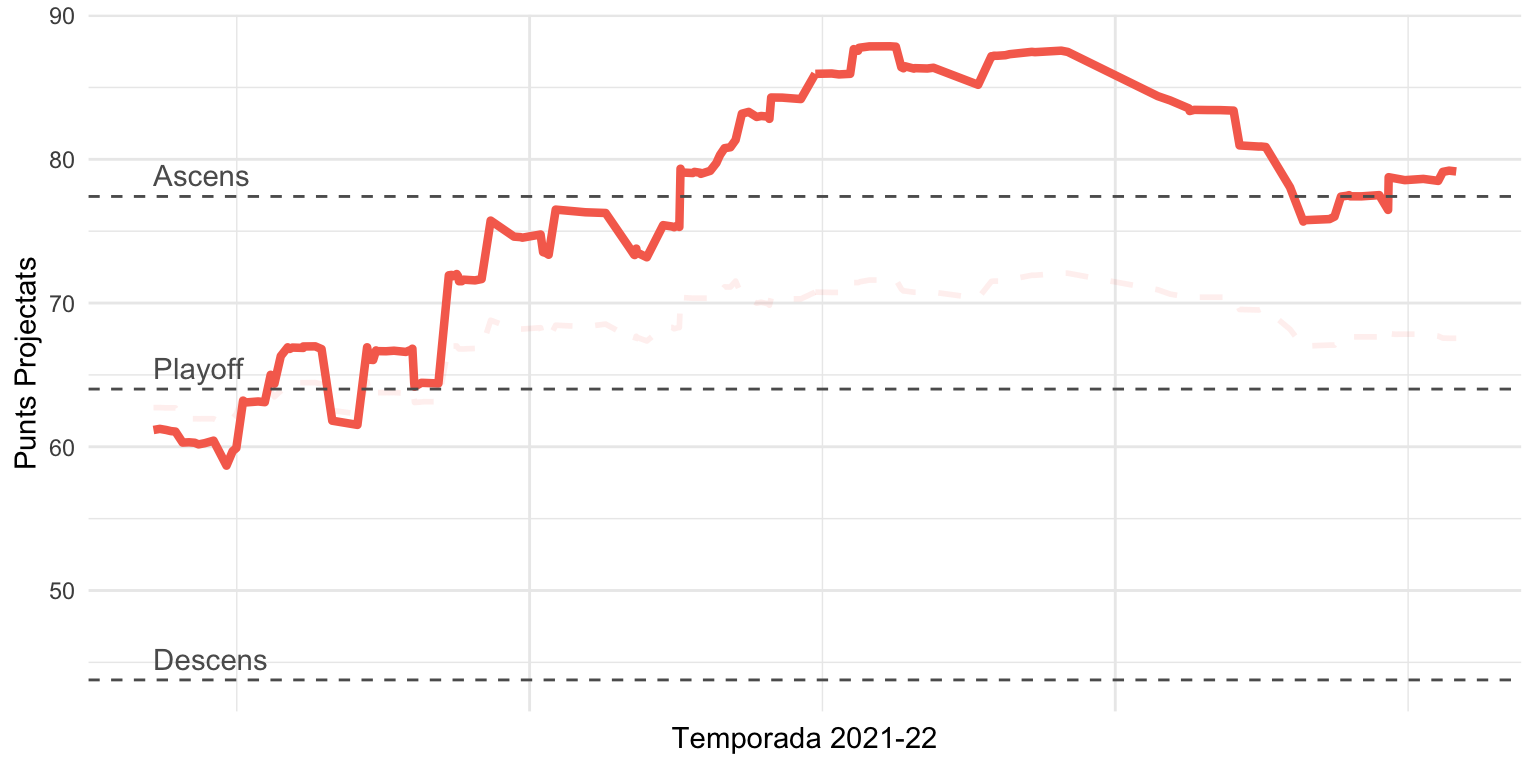 90
80
70
60
50
Punts Projectats
Ascens
Playoff
Descens
Temporada 2021-22